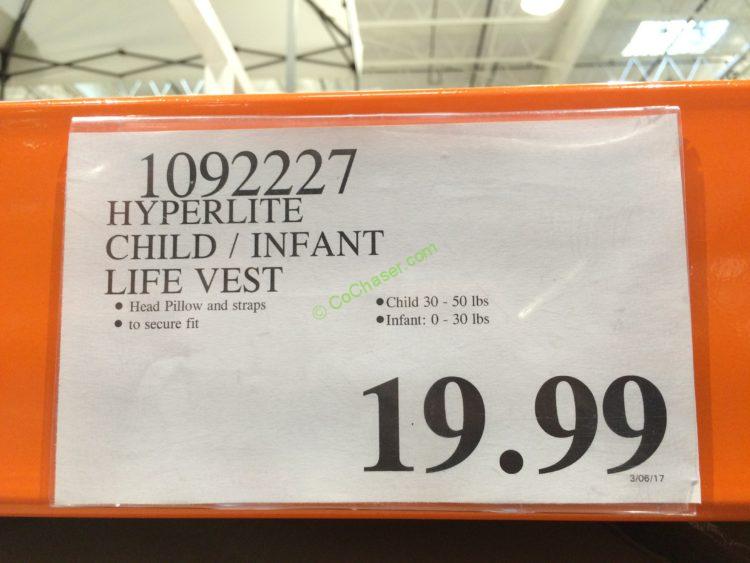 1092227
HYPERLITE
CHILD / INFANT
LIFE VEST
• Head Pillow and straps
• to secure fit
•Child 30 - 50 lbs
•Infant: 0 - 30 lbs
© CoChaser.com
19.99
3/06/17